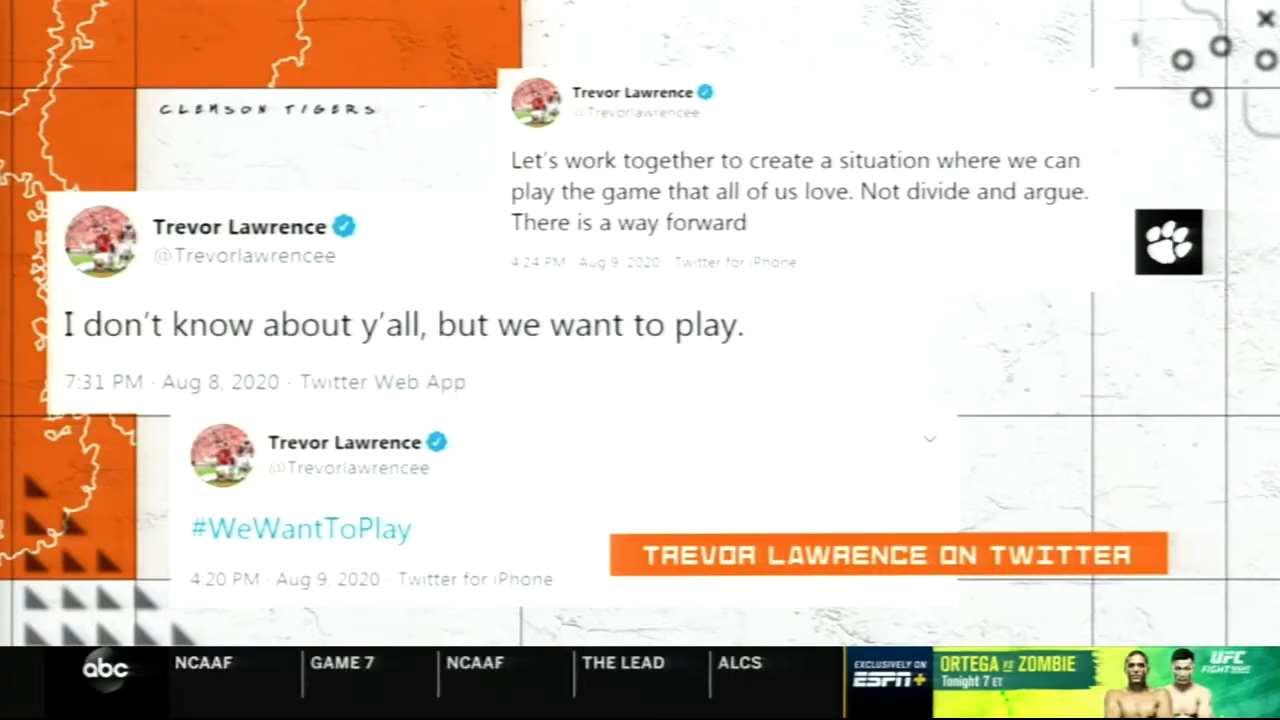 CLEMSON TIGERS
Trevor Lawrence
@Trevorlawrencee
Let's work together to create a situation where we can
play the game that all of us love. Not divide and argue.
There is a way forward
4:24 PM · Aug 9, 2020 · Twitter for iPhone
Trevor Lawrence
@Trevorlawrencee
I don't know about y'all, but we want to play.
7:31 PM · Aug 8, 2020 · Twitter Web App
Trevor Lawrence
@Trevorlawrencee
#WeWantToPlay
4:20 PM · Aug 9, 2020 · Twitter for iPhone
TREVOR LAWRENCE ON TWITTER
abc
NCAAF
GAME 7
NCAAF
THE LEAD
ALCS
EXCLUSIVELY ON
ESPN+
ORTEGA VS ZOMBIE
Tonight 7 ET
UFC
FIGHT NIGHT